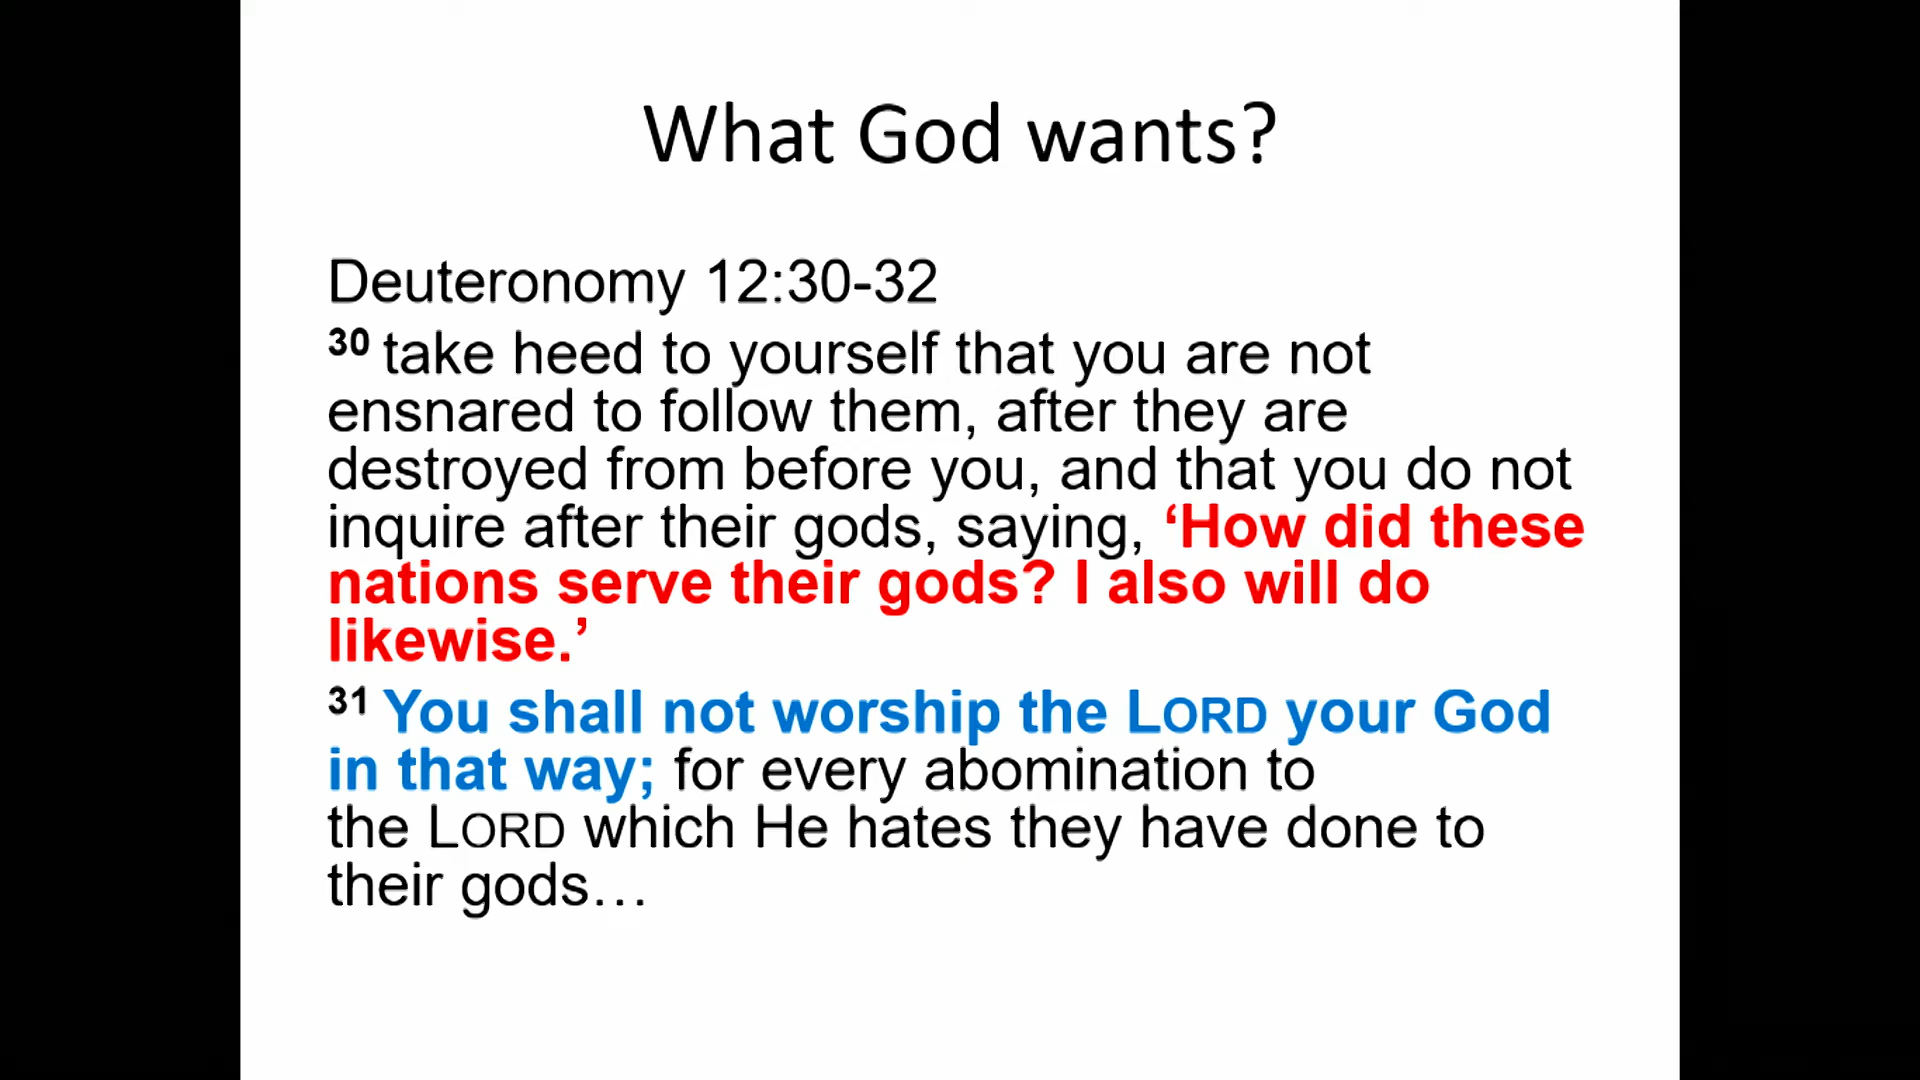 What God wants?
Deuteronomy 12:30-32
30 take heed to yourself that you are not
ensnared to follow them, after they are
destroyed from before you, and that you do not
inquire after their gods, saying, ‘How did these
nations serve their gods? I also will do
likewise.’
31 You shall not worship the LORD your God
in that way; for every abomination to
the LORD which He hates they have done to
their gods…